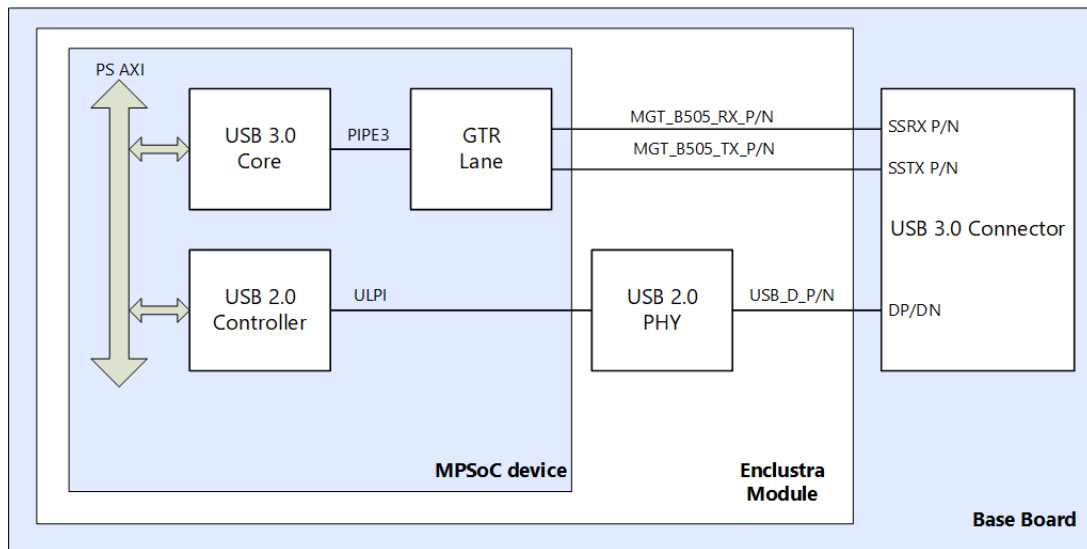 PS AXI
USB 3.0
Core
PIPE3
GTR
Lane
MGT_B505_RX_P/N
MGT_B505_TX_P/N
SSRX P/N
SSTX P/N
USB 3.0 Connector
USB 2.0
Controller
ULPI
USB 2.0
PHY
USB_D_P/N
DP/DN
MPSoC device
Enclustra
Module
Base Board